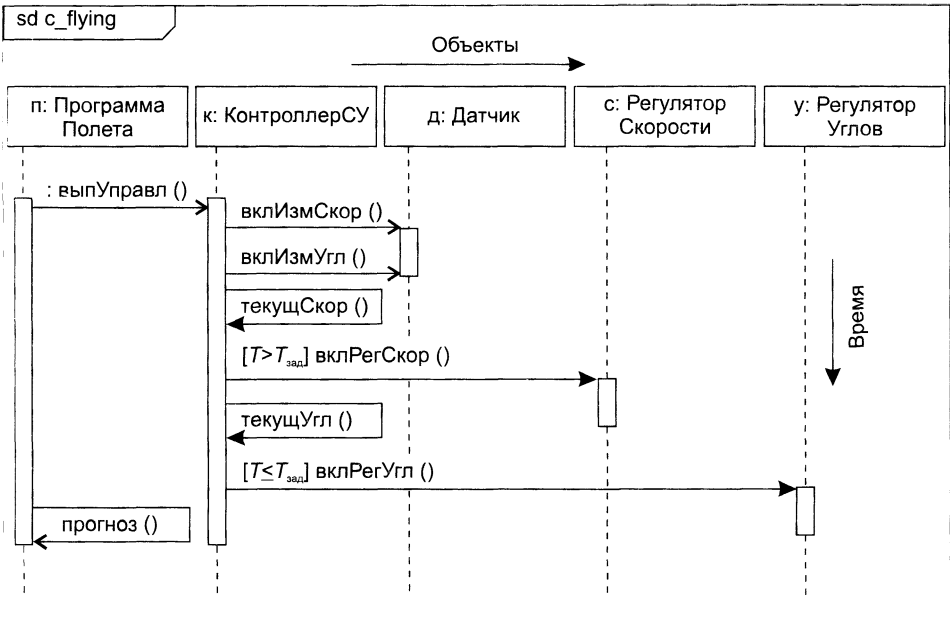 sd c_flying
Объекты
п: Программа
Полета
к: КонтроллерСУ
д: Датчик
с: Регулятор
Скорости
у: Регулятор
Углов
: выпУправл ()
вклИзмСкор ()
вклИзмУгл ()
текущСкор ()
[T>Tзад] вклРегСкор ()
текущУгл ()
[T≤Tзад] вклРегУгл ()
прогноз ()
Время